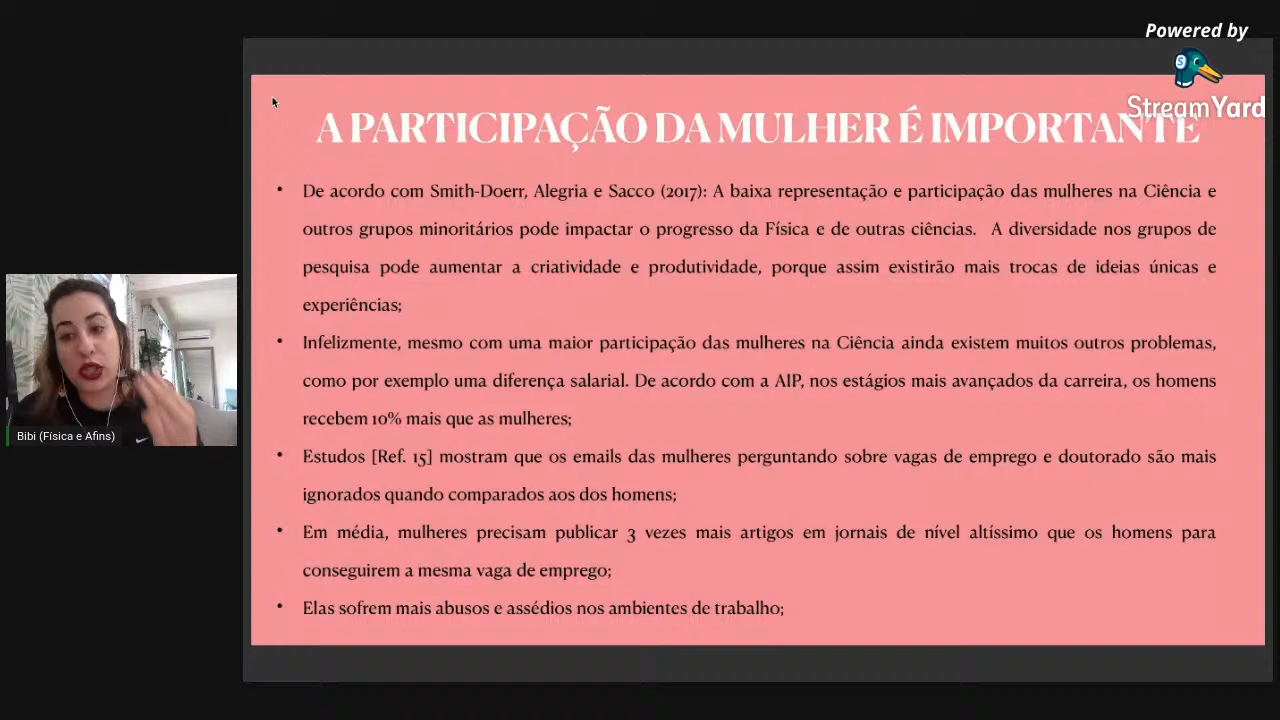 Powered by
StreamYard
A PARTICIPAÇÃO DA MULHER É IMPORTANTE
• De acordo com Smith-Doerr, Alegria e Sacco (2017): A baixa representação e participação das mulheres na Ciência e
outros grupos minoritários pode impactar o progresso da Física e de outras ciências. A diversidade nos grupos de
pesquisa pode aumentar a criatividade e produtividade, porque assim existirão mais trocas de ideias únicas e
experiências;
• Infelizmente, mesmo com uma maior participação das mulheres na Ciência ainda existem muitos outros problemas,
como por exemplo uma diferença salarial. De acordo com a AIP, nos estágios mais avançados da carreira, os homens
recebem 10% mais que as mulheres;
• Estudos [Ref. 15] mostram que os emails das mulheres perguntando sobre vagas de emprego e doutorado são mais
ignorados quando comparados aos dos homens;
• Em média, mulheres precisam publicar 3 vezes mais artigos em jornais de nível altíssimo que os homens para
conseguirem a mesma vaga de emprego;
• Elas sofrem mais abusos e assédios nos ambientes de trabalho;
Bibi (Física e Afins)